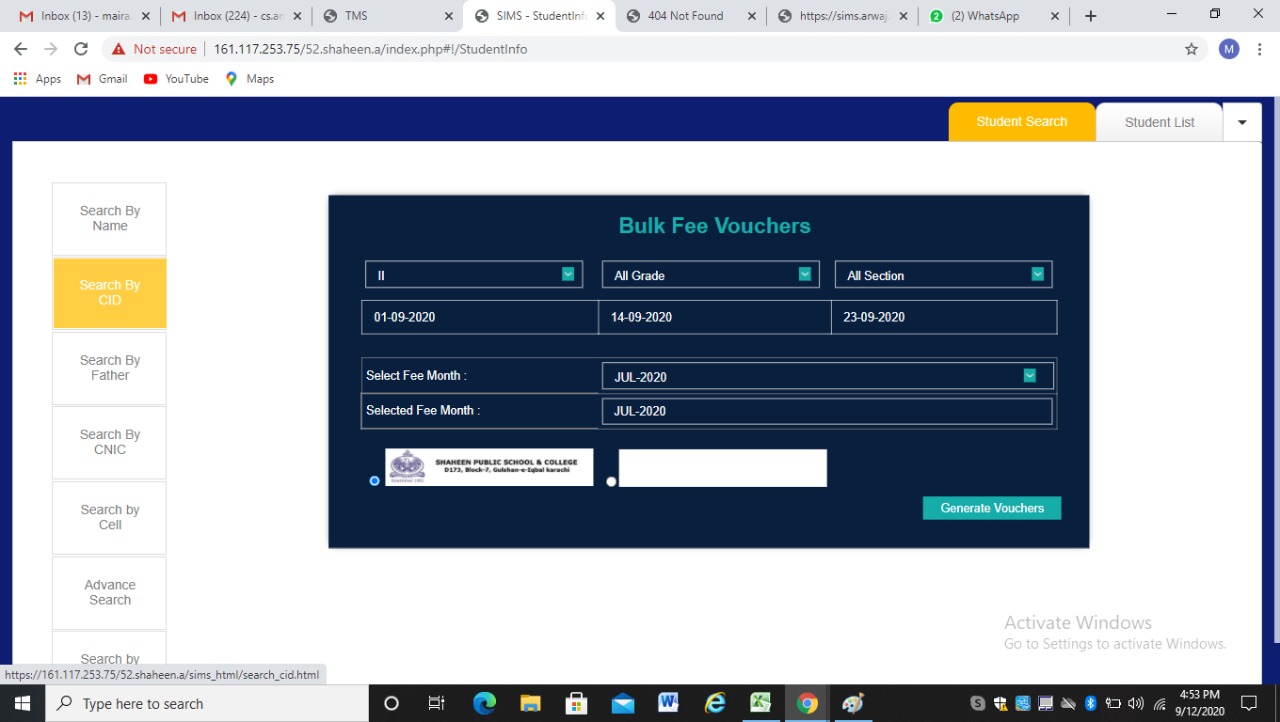 Inbox (13) - maira.
Inbox (224) - cs.an
TMS
SIMS - StudentInf
404 Not Found
https://sims.arwaj.
(2) WhatsApp
Not secure
161.117.253.75/52.shaheen.a/index.php#!/StudentInfo
M
Apps
Gmail
YouTube
Maps
Student Search
Student List
Search By
Name
Search By
CID
Search By
Father
Search By
CNIC
Search by
Cell
Advance
Search
Search by
Bulk Fee Vouchers
II
All Grade
All Section
01-09-2020
14-09-2020
23-09-2020
Select Fee Month :
JUL-2020
Selected Fee Month :
JUL-2020
SHAHEEN PUBLIC SCHOOL & COLLEGE
D173, Block-7, Gulshan-e-Iqbal karachi
Generate Vouchers
Activate Windows
Go to Settings to activate Windows.
https://161.117.253.75/52.shaheen.a/sims_html/search_cid.html
Type here to search
4:53 PM
9/12/2020